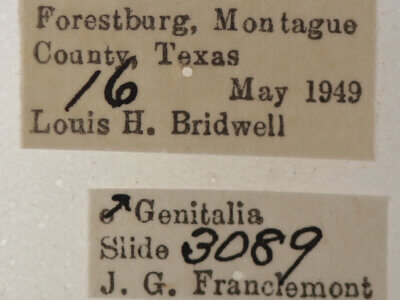 Forestburg, Montague
County, Texas
16 May 1949
Louis H. Bridwell
♂ Genitalia
Slide 3089
J. G. Franclemont